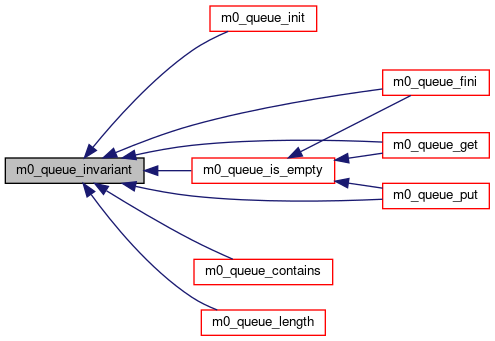 m0_queue_init
m0_queue_fini
m0_queue_get
m0_queue_invariant
m0_queue_is_empty
m0_queue_put
m0_queue_contains
m0_queue_length